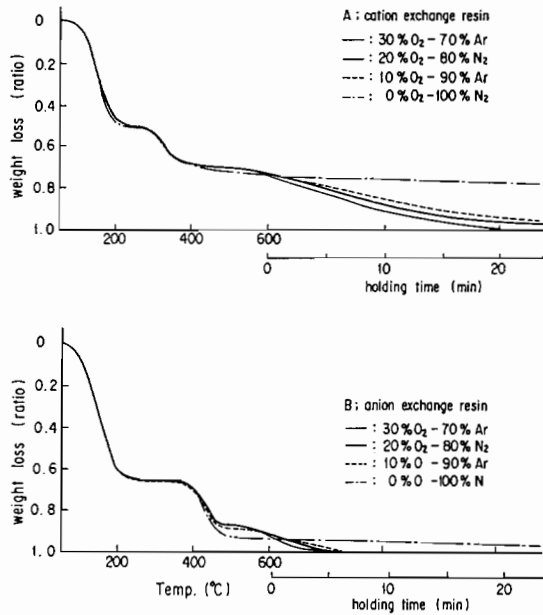 A ; cation exchange resin
: 30%O₂-70%Ar
: 20%O₂-80%N₂
: 10%O₂-90%Ar
: 0%O₂-100%N₂
weight loss (ratio)
0
0.2
0.4
0.6
0.8
1.0
200
400
600
0
10
20
holding time (min)
B ; anion exchange resin
: 30%O₂-70%Ar
: 20%O₂-80%N₂
: 10%O -90%Ar
: 0%O -100%N
weight loss (ratio)
0
0.2
0.4
0.6
0.8
1.0
200
400
600
Temp. (℃)
0
10
20
holding time (min)